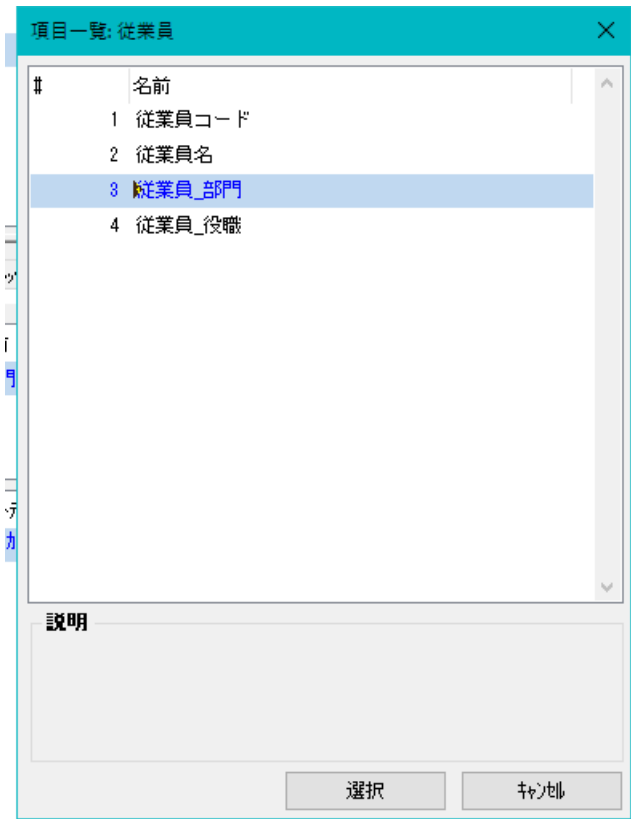 項目一覧: 従業員
# 名前
1 従業員コード
2 従業員名
3 従業員_部門
4 従業員_役職
説明
選択 ｷｬﾝｾﾙ